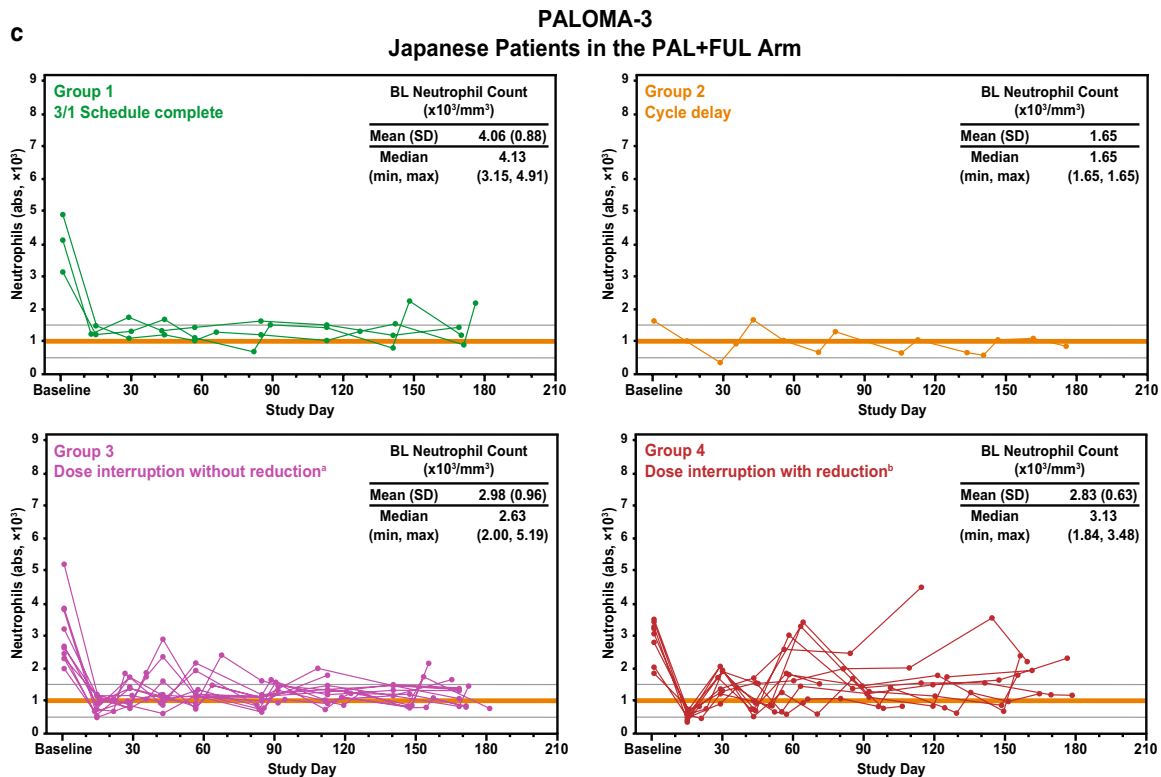 c
PALOMA-3
Japanese Patients in the PAL+FUL Arm
Group 1
3/1 Schedule complete
BL Neutrophil Count
(x10³/mm³)
Mean (SD) 4.06 (0.88)
Median 4.13
(min, max) (3.15, 4.91)
Neutrophils (abs, ×10³)
9
8
7
6
5
4
3
2
1
0
Baseline 30 60 90 120 150 180 210
Study Day
Group 2
Cycle delay
BL Neutrophil Count
(x10³/mm³)
Mean (SD) 1.65
Median 1.65
(min, max) (1.65, 1.65)
Neutrophils (abs, ×10³)
9
8
7
6
5
4
3
2
1
0
Baseline 30 60 90 120 150 180 210
Study Day
Group 3
Dose interruption without reductionᵃ
BL Neutrophil Count
(x10³/mm³)
Mean (SD) 2.98 (0.96)
Median 2.63
(min, max) (2.00, 5.19)
Neutrophils (abs, ×10³)
9
8
7
6
5
4
3
2
1
0
Baseline 30 60 90 120 150 180 210
Study Day
Group 4
Dose interruption with reductionᵇ
BL Neutrophil Count
(x10³/mm³)
Mean (SD) 2.83 (0.63)
Median 3.13
(min, max) (1.84, 3.48)
Neutrophils (abs, ×10³)
9
8
7
6
5
4
3
2
1
0
Baseline 30 60 90 120 150 180 210
Study Day